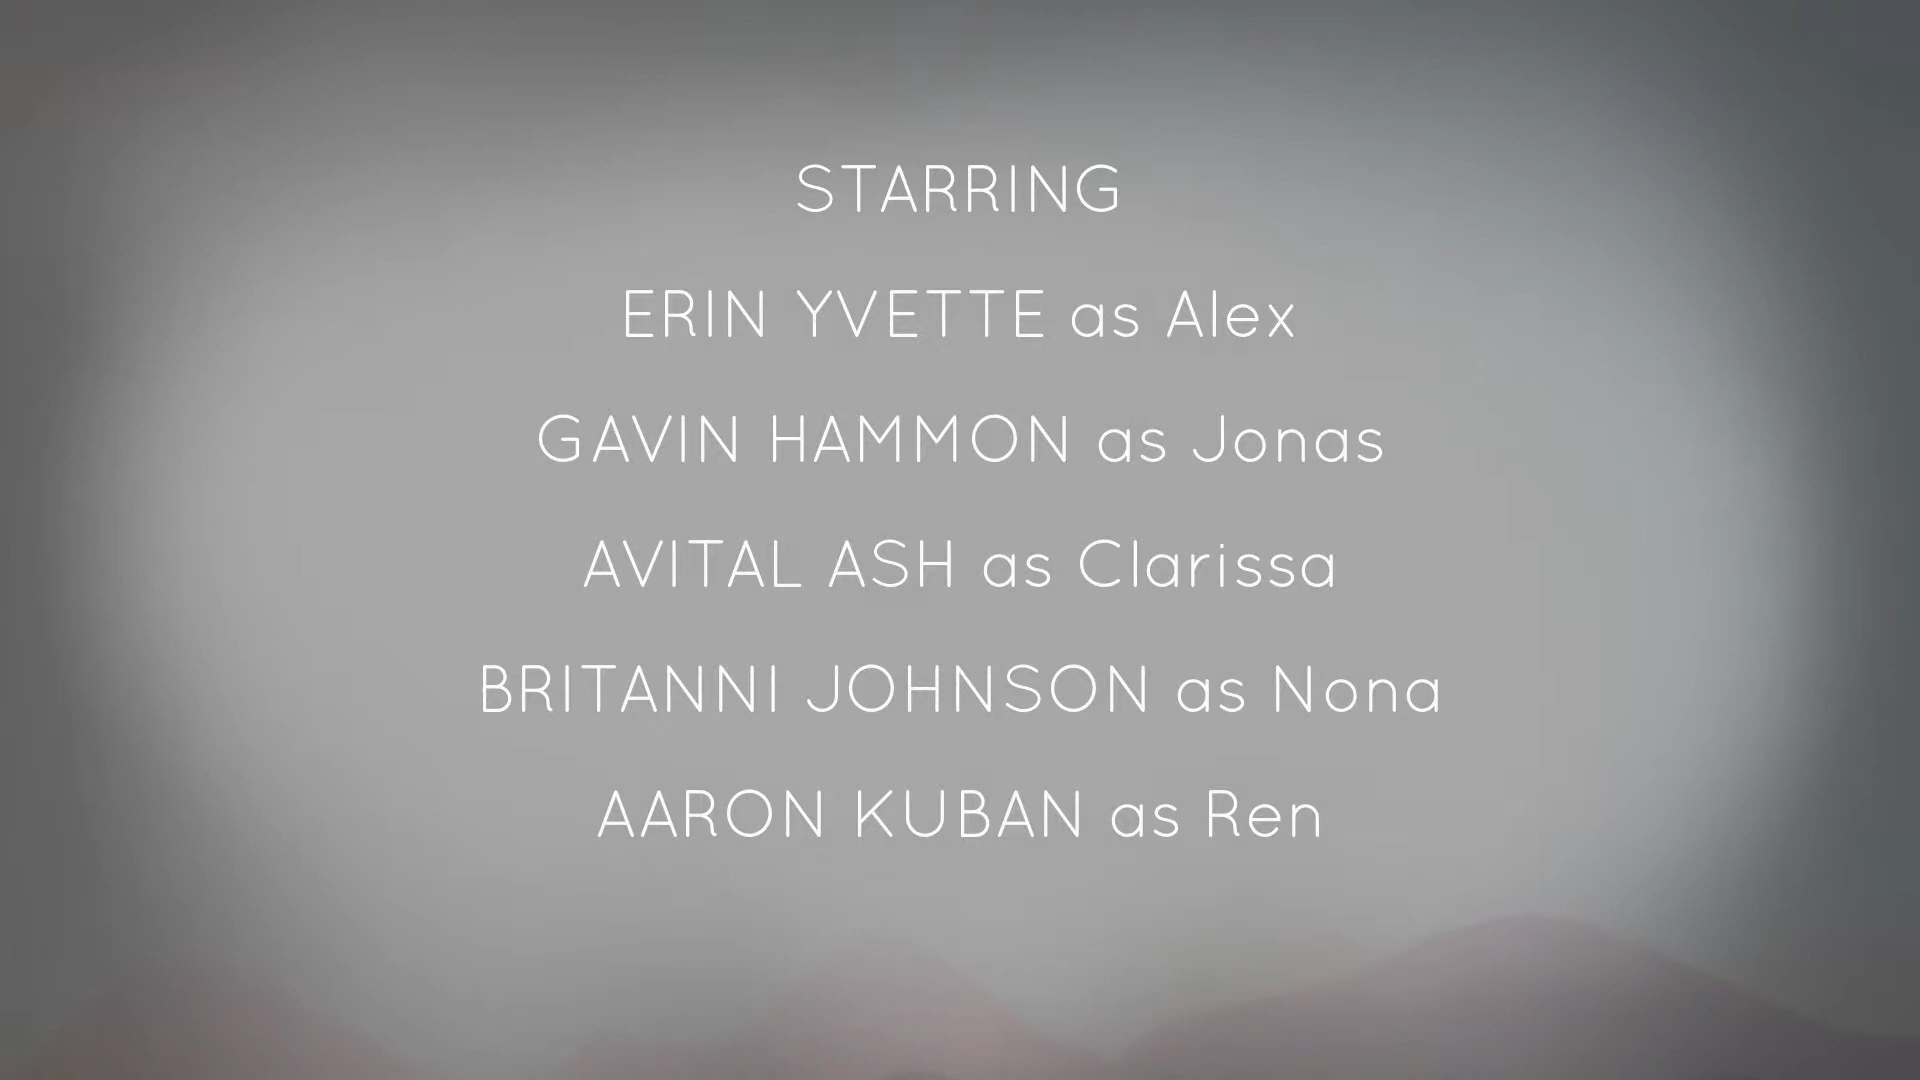 STARRING
ERIN YVETTE as Alex
GAVIN HAMMON as Jonas
AVITAL ASH as Clarissa
BRITANNI JOHNSON as Nona
AARON KUBAN as Ren